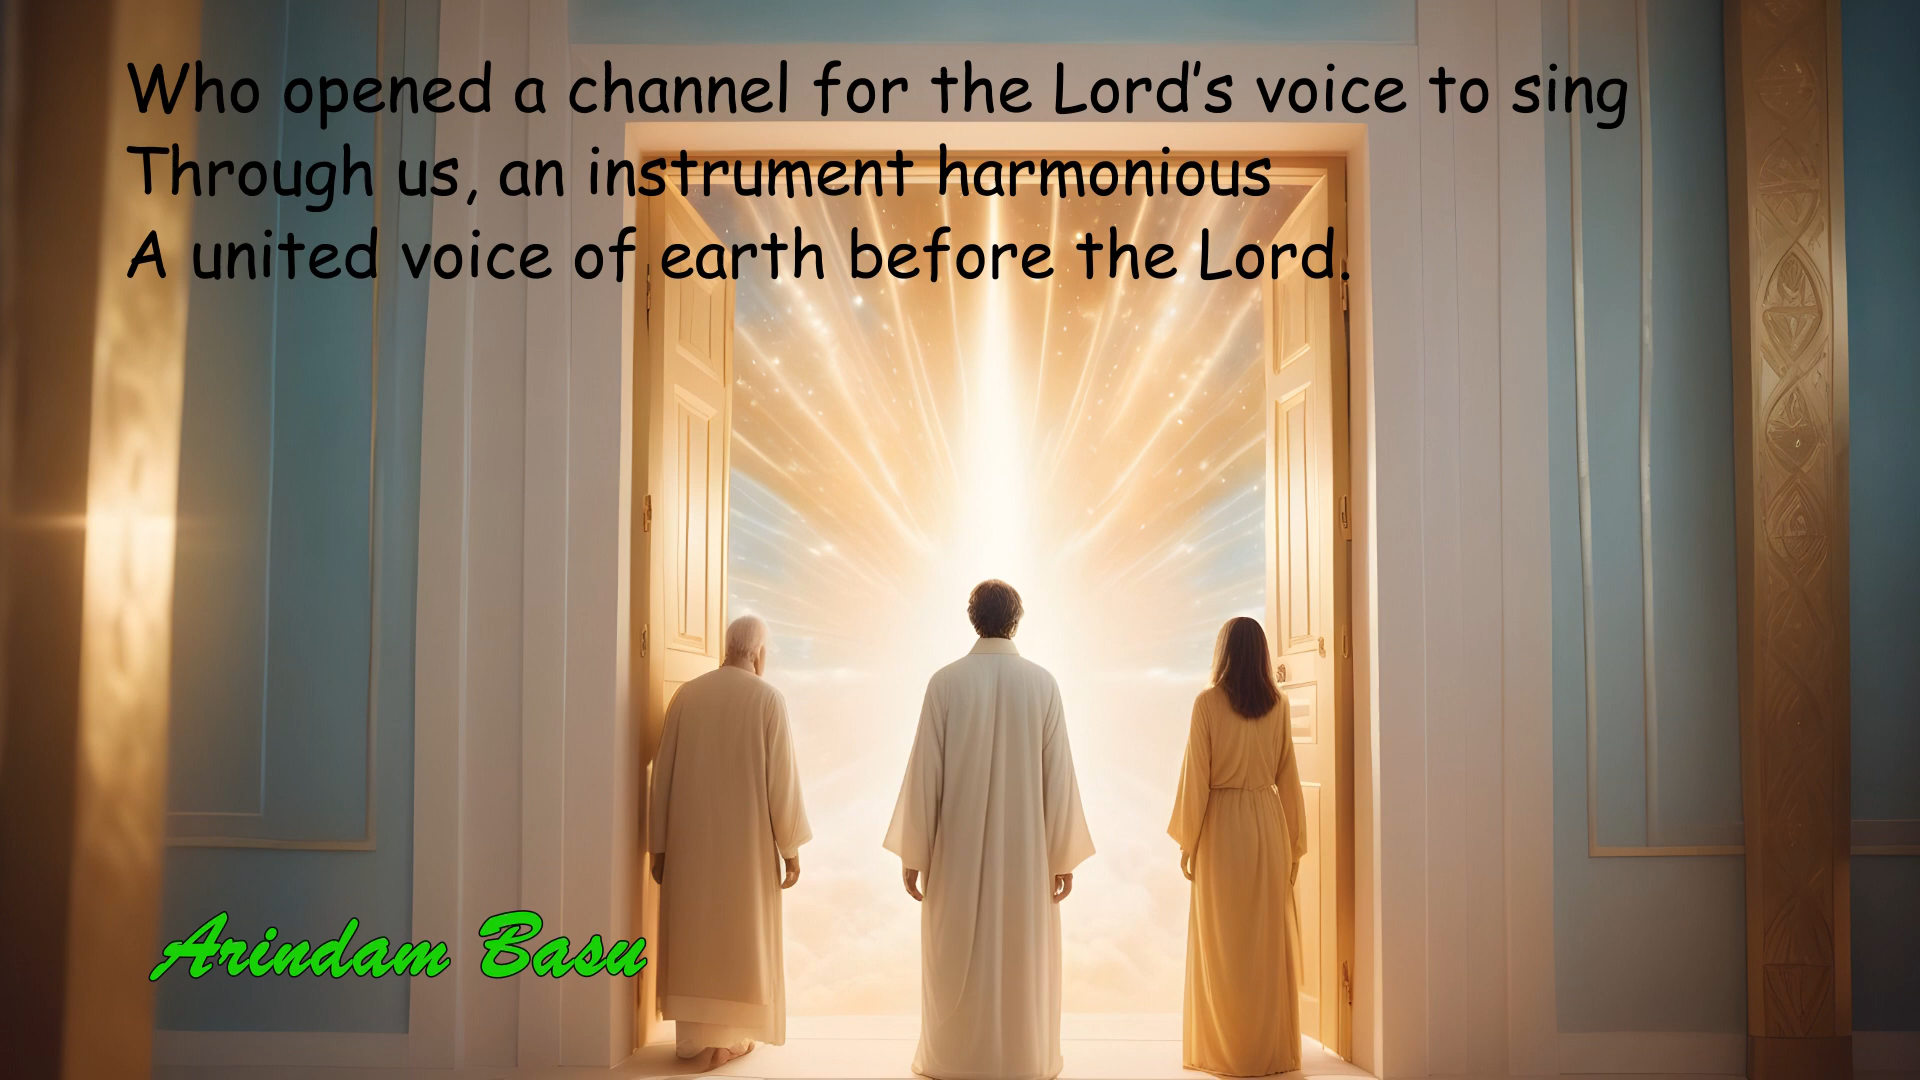 Who opened a channel for the Lord's voice to sing
Through us, an instrument harmonious
A united voice of earth before the Lord.
Arindam Basu